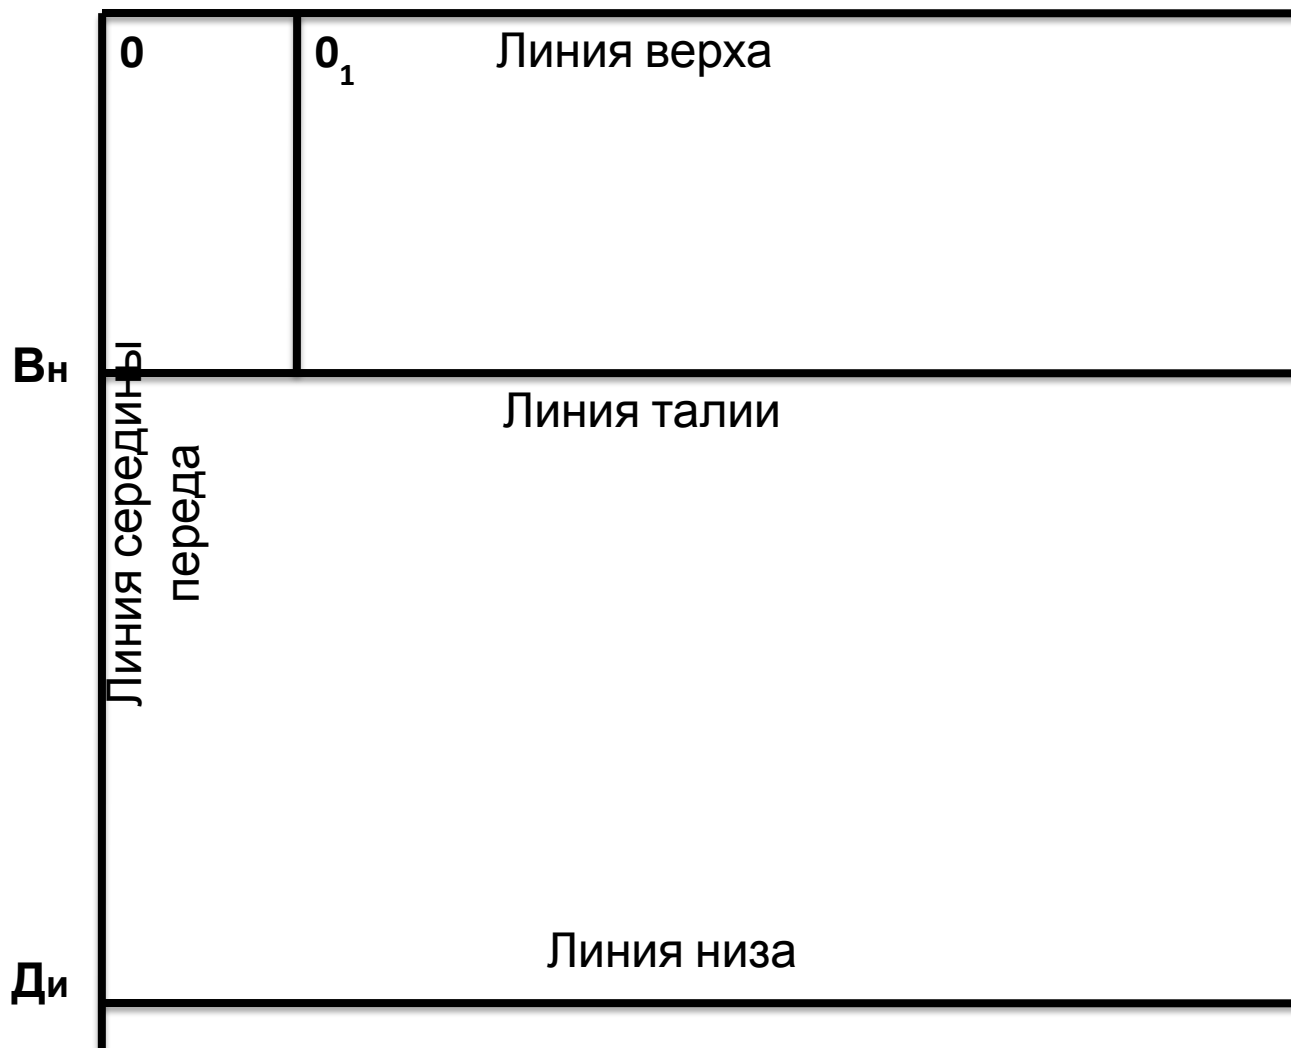 0
0₁
Линия верха
Вн
Линия талии
Линия середины
переда
Линия низа
Ди